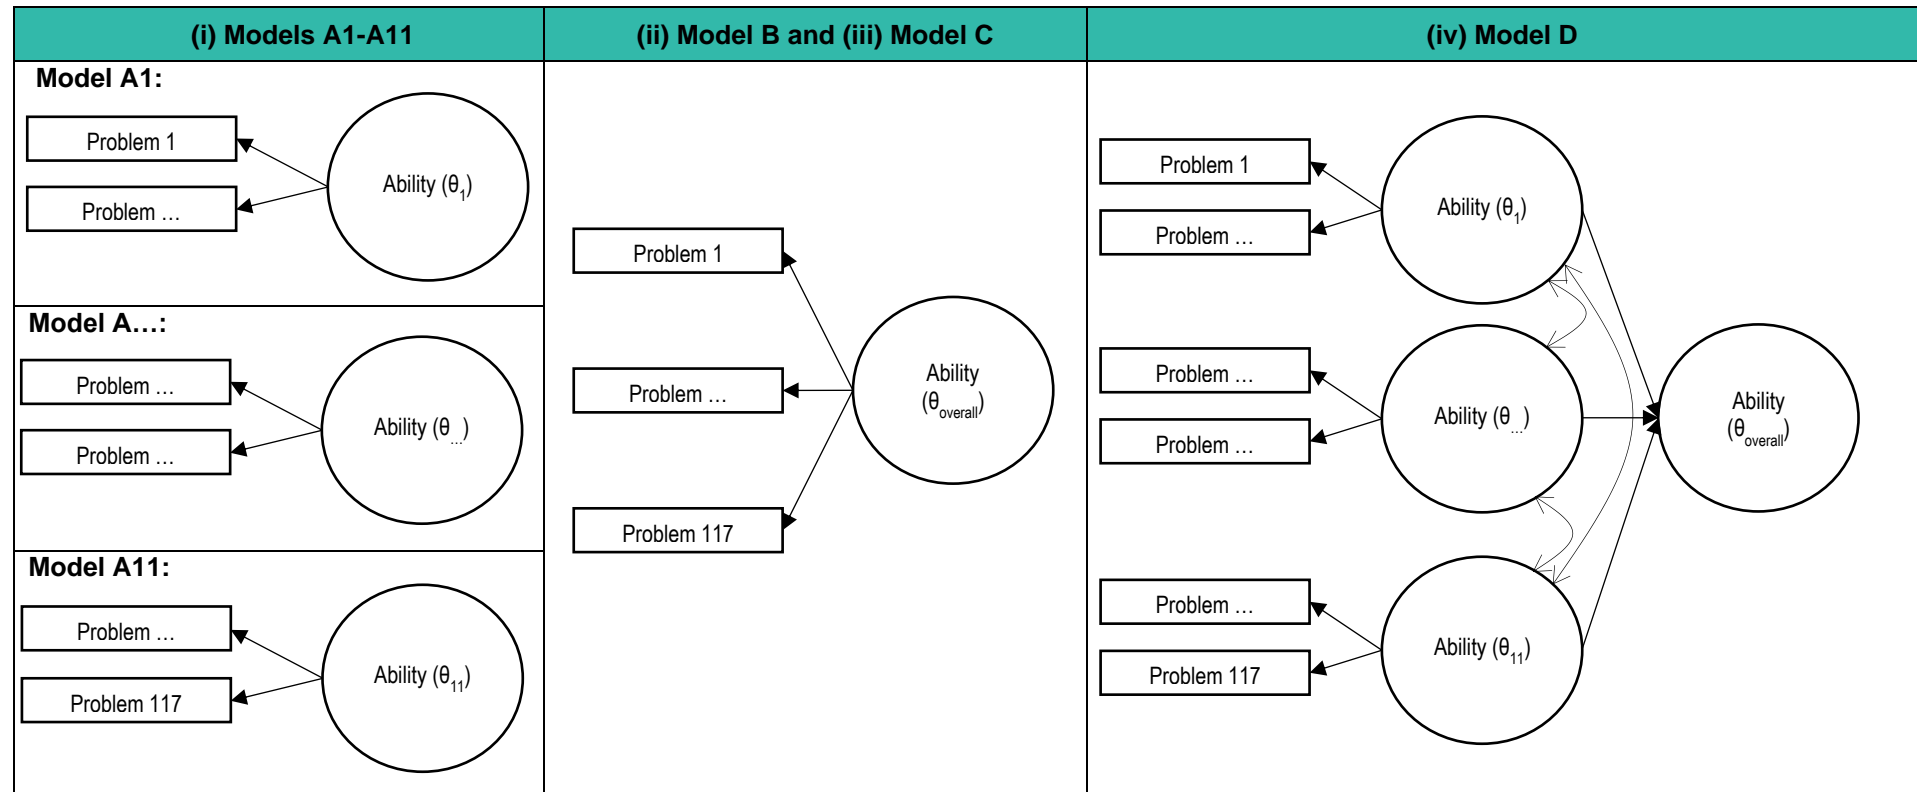 (i) Models A1-A11
(ii) Model B and (iii) Model C
(iv) Model D
Model A1:
Problem 1
Problem …
Ability (θ₁)
Model A…:
Problem …
Problem …
Ability (θ...)
Model A11:
Problem …
Problem 117
Ability (θ₁₁)
Problem 1
Problem …
Problem 117
Ability
(θoverall)
Problem 1
Problem …
Ability (θ₁)
Problem …
Problem …
Ability (θ...)
Problem …
Problem 117
Ability (θ₁₁)
Ability
(θoverall)